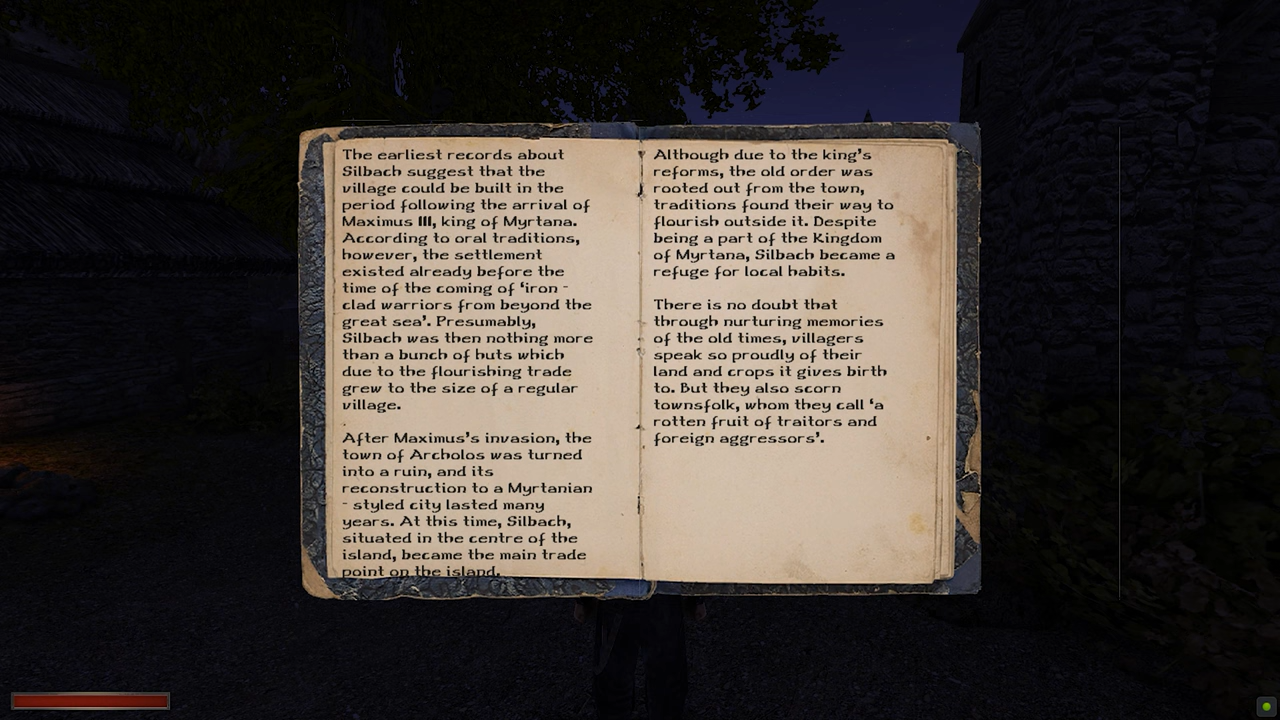 The earliest records about
Silbach suggest that the
village could be built in the
period following the arrival of
Maximus III, king of Myrtana.
According to oral traditions,
however, the settlement
existed already before the
time of the coming of ‘iron -
clad warriors from beyond the
great sea’. Presumably,
Silbach was then nothing more
than a bunch of huts which
due to the flourishing trade
grew to the size of a regular
village.
After Maximus’s invasion, the
town of Archolos was turned
into a ruin, and its
reconstruction to a Myrtanian
- styled city lasted many
years. At this time, Silbach,
situated in the centre of the
island, became the main trade
point on the island.
Although due to the king’s
reforms, the old order was
rooted out from the town,
traditions found their way to
flourish outside it. Despite
being a part of the Kingdom
of Myrtana, Silbach became a
refuge for local habits.
There is no doubt that
through nurturing memories
of the old times, villagers
speak so proudly of their
land and crops it gives birth
to. But they also scorn
townsfolk, whom they call ‘a
rotten fruit of traitors and
foreign aggressors’.